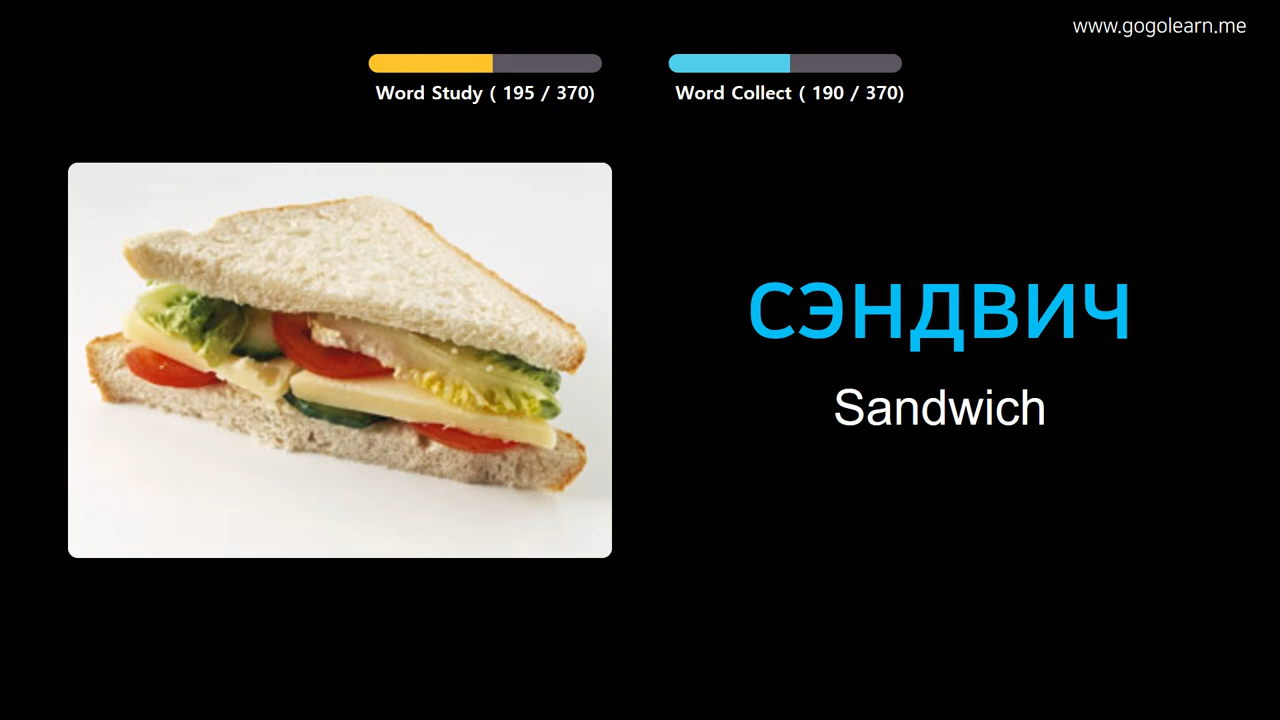 www.gogolearn.me
Word Study ( 195 / 370)
Word Collect ( 190 / 370)
сэндвич
Sandwich